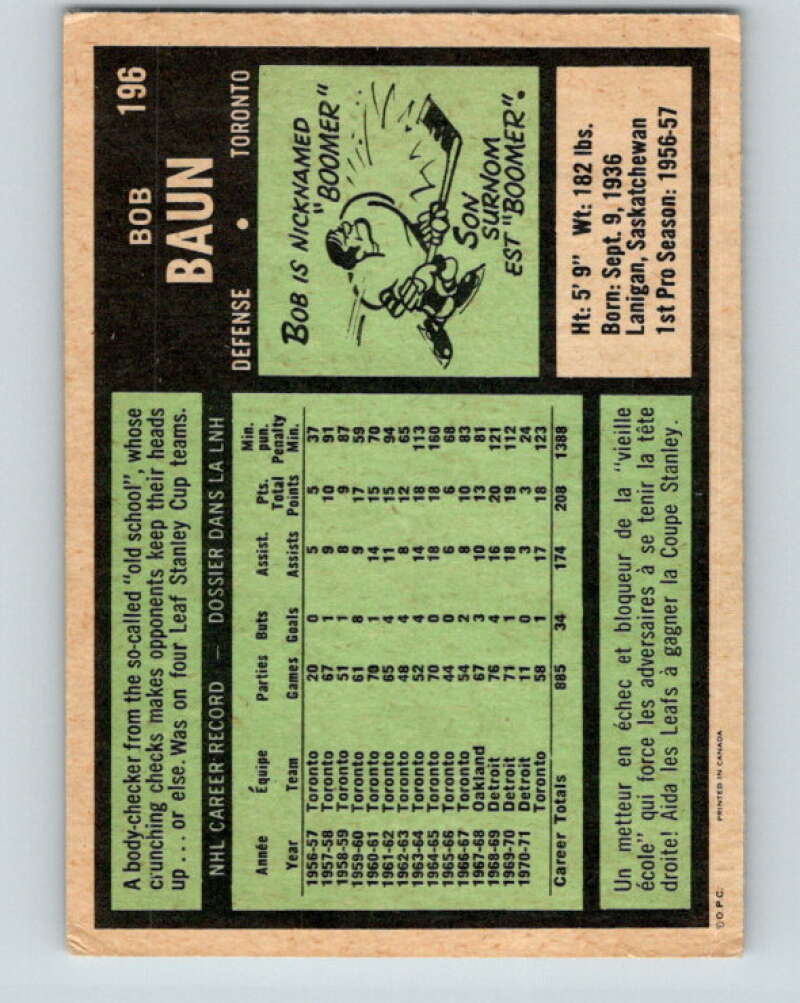 196
BOB
BAUN
DEFENSE • TORONTO
BOB IS NICKNAMED
"BOOMER"
SON
SURNOM
EST "BOOMER".
Ht: 5' 9" Wt: 182 lbs.
Born: Sept. 9, 1936
Lanigan, Saskatchewan
1st Pro Season: 1956-57
A body-checker from the so-called "old school", whose
crunching checks makes opponents keep their heads
up . . . or else. Was on four Leaf Stanley Cup teams.
NHL CAREER RECORD — DOSSIER DANS LA LNH
Année Équipe Parties Buts Assist. Pts. Total Min. pun.
Year Team Games Goals Assists Points Penalty Min.
1956-57 Toronto 20 0 5 5 37
1957-58 Toronto 67 1 9 10 91
1958-59 Toronto 51 1 8 9 87
1959-60 Toronto 61 8 9 17 59
1960-61 Toronto 70 1 14 15 70
1961-62 Toronto 65 4 11 15 94
1962-63 Toronto 48 4 8 12 65
1963-64 Toronto 52 4 14 18 113
1964-65 Toronto 70 0 18 18 160
1965-66 Toronto 44 0 6 6 68
1966-67 Toronto 54 2 8 10 83
1967-68 Oakland 67 3 10 13 81
1968-69 Detroit 76 4 16 20 121
1969-70 Detroit 71 1 18 19 112
1970-71 Detroit 11 0 3 3 24
Toronto 58 1 17 18 123
Career Totals 885 34 174 208 1388
Un metteur en échec et bloqueur de la "vieille
école" qui force les adversaires à se tenir la tête
droite! Aida les Leafs à gagner la Coupe Stanley.
© O.P.C. PRINTED IN CANADA